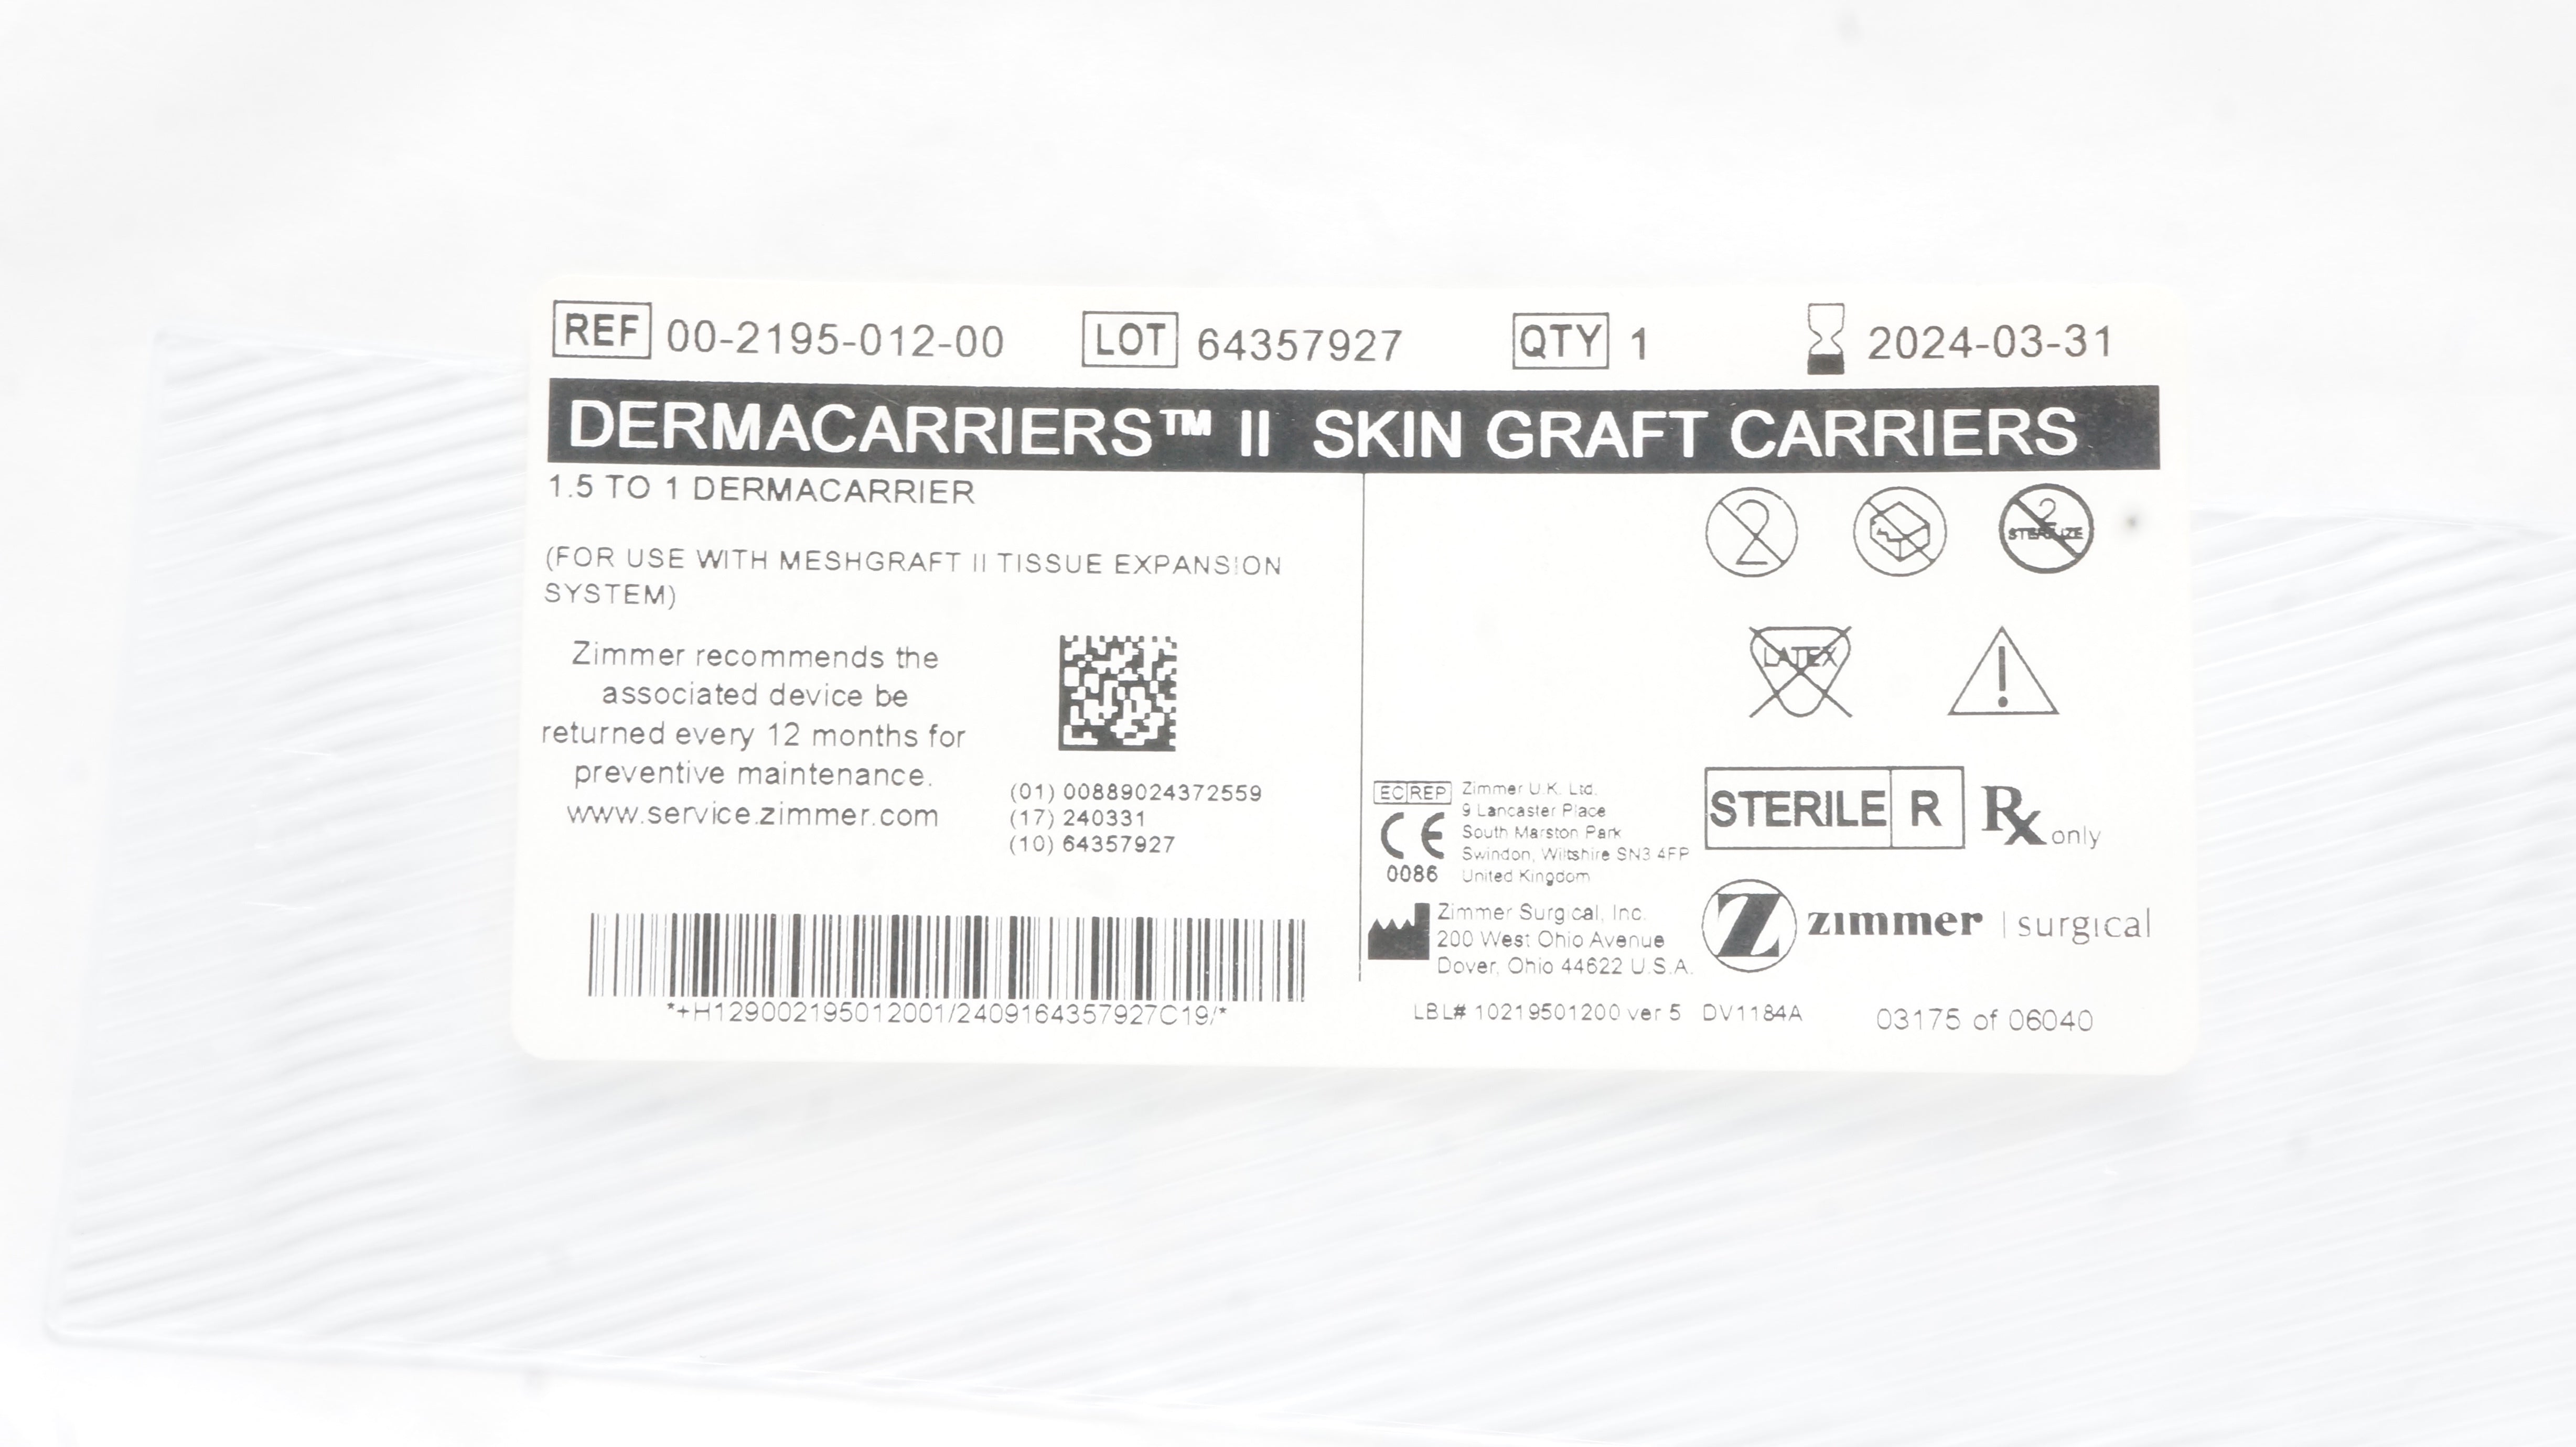 REF 00-2195-012-00 LOT 64357927 QTY 1 2024-03-31
DERMACARRIERS™ II SKIN GRAFT CARRIERS
1.5 TO 1 DERMACARRIER
(FOR USE WITH MESHGRAFT II TISSUE EXPANSION
SYSTEM)
Zimmer recommends the
associated device be
returned every 12 months for
preventive maintenance.
www.service.zimmer.com
(01) 00889024372559
(17) 240331
(10) 64357927
*+H129002195012001/2409164357927C19/*
2
2
STERILIZE
LATEX
!
EC REP
CE
0086
Zimmer U.K. Ltd.
9 Lancaster Place
South Marston Park
Swindon, Wiltshire SN3 4FP
United Kingdom
STERILE R
Rx only
Zimmer Surgical, Inc.
200 West Ohio Avenue
Dover, Ohio 44622 U.S.A.
Z zimmer | surgical
LBL# 10219501200 ver 5 DV1184A
03175 of 06040